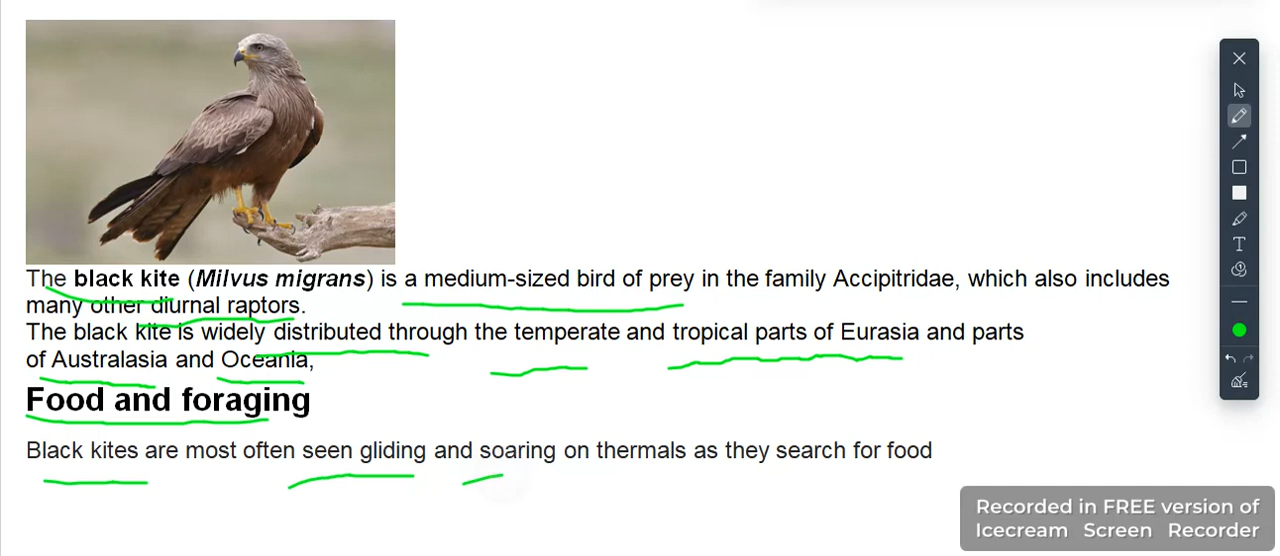 The black kite (Milvus migrans) is a medium-sized bird of prey in the family Accipitridae, which also includes
many other diurnal raptors.
The black kite is widely distributed through the temperate and tropical parts of Eurasia and parts
of Australasia and Oceania,
Food and foraging
Black kites are most often seen gliding and soaring on thermals as they search for food
T
Recorded in FREE version of
Icecream Screen Recorder